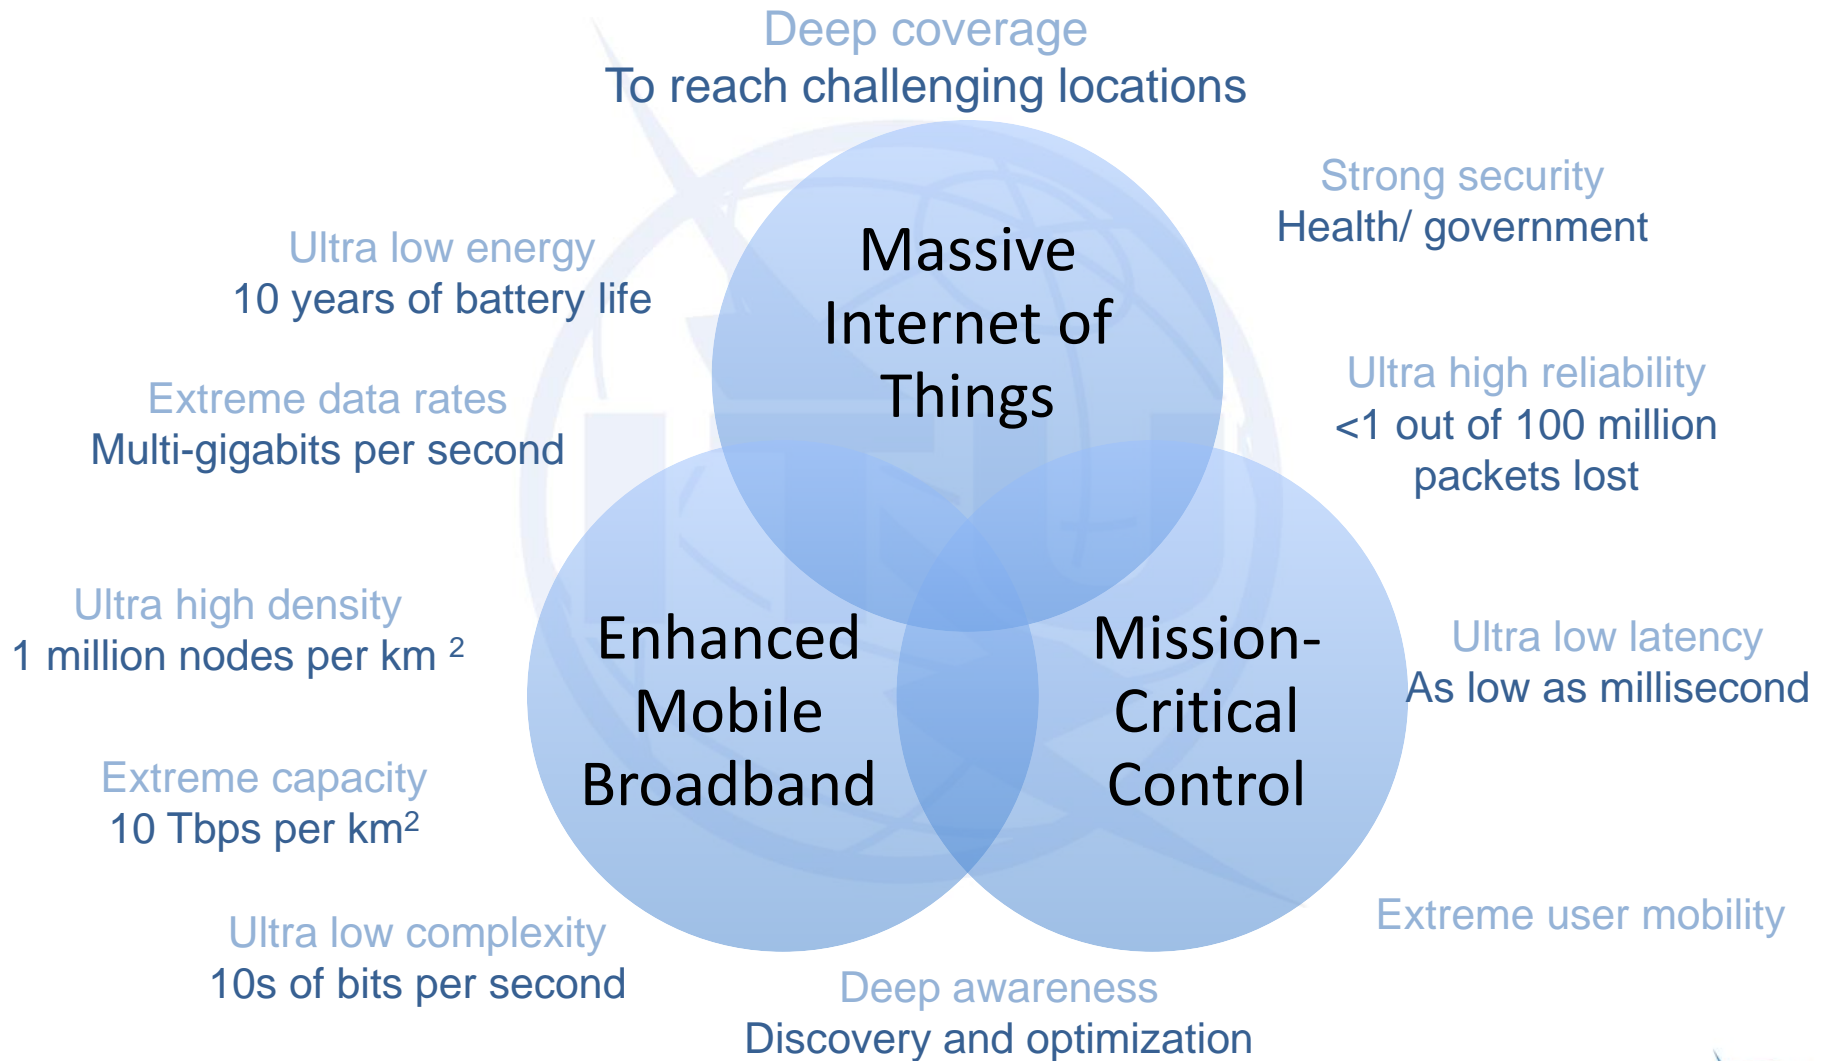 Deep coverage
To reach challenging locations
Strong security
Health/ government
Ultra low energy
10 years of battery life
Massive
Internet of
Things
Ultra high reliability
<1 out of 100 million
packets lost
Extreme data rates
Multi-gigabits per second
ITU
Ultra high density
1 million nodes per km ²
Enhanced
Mobile
Broadband
Mission-
Critical
Control
Ultra low latency
As low as millisecond
Extreme capacity
10 Tbps per km²
Extreme user mobility
Ultra low complexity
10s of bits per second
Deep awareness
Discovery and optimization